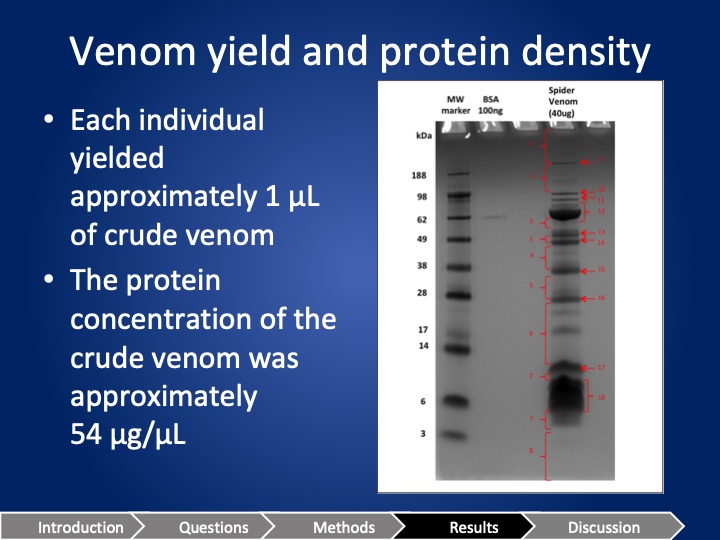 Venom yield and protein density
• Each individual
yielded
approximately 1 µL
of crude venom
• The protein
concentration of the
crude venom was
approximately
54 µg/µL
MW
marker
BSA
100ng
Spider
Venom
(40ug)
kDa
188
98
62
49
38
28
17
14
6
3
Introduction
Questions
Methods
Results
Discussion